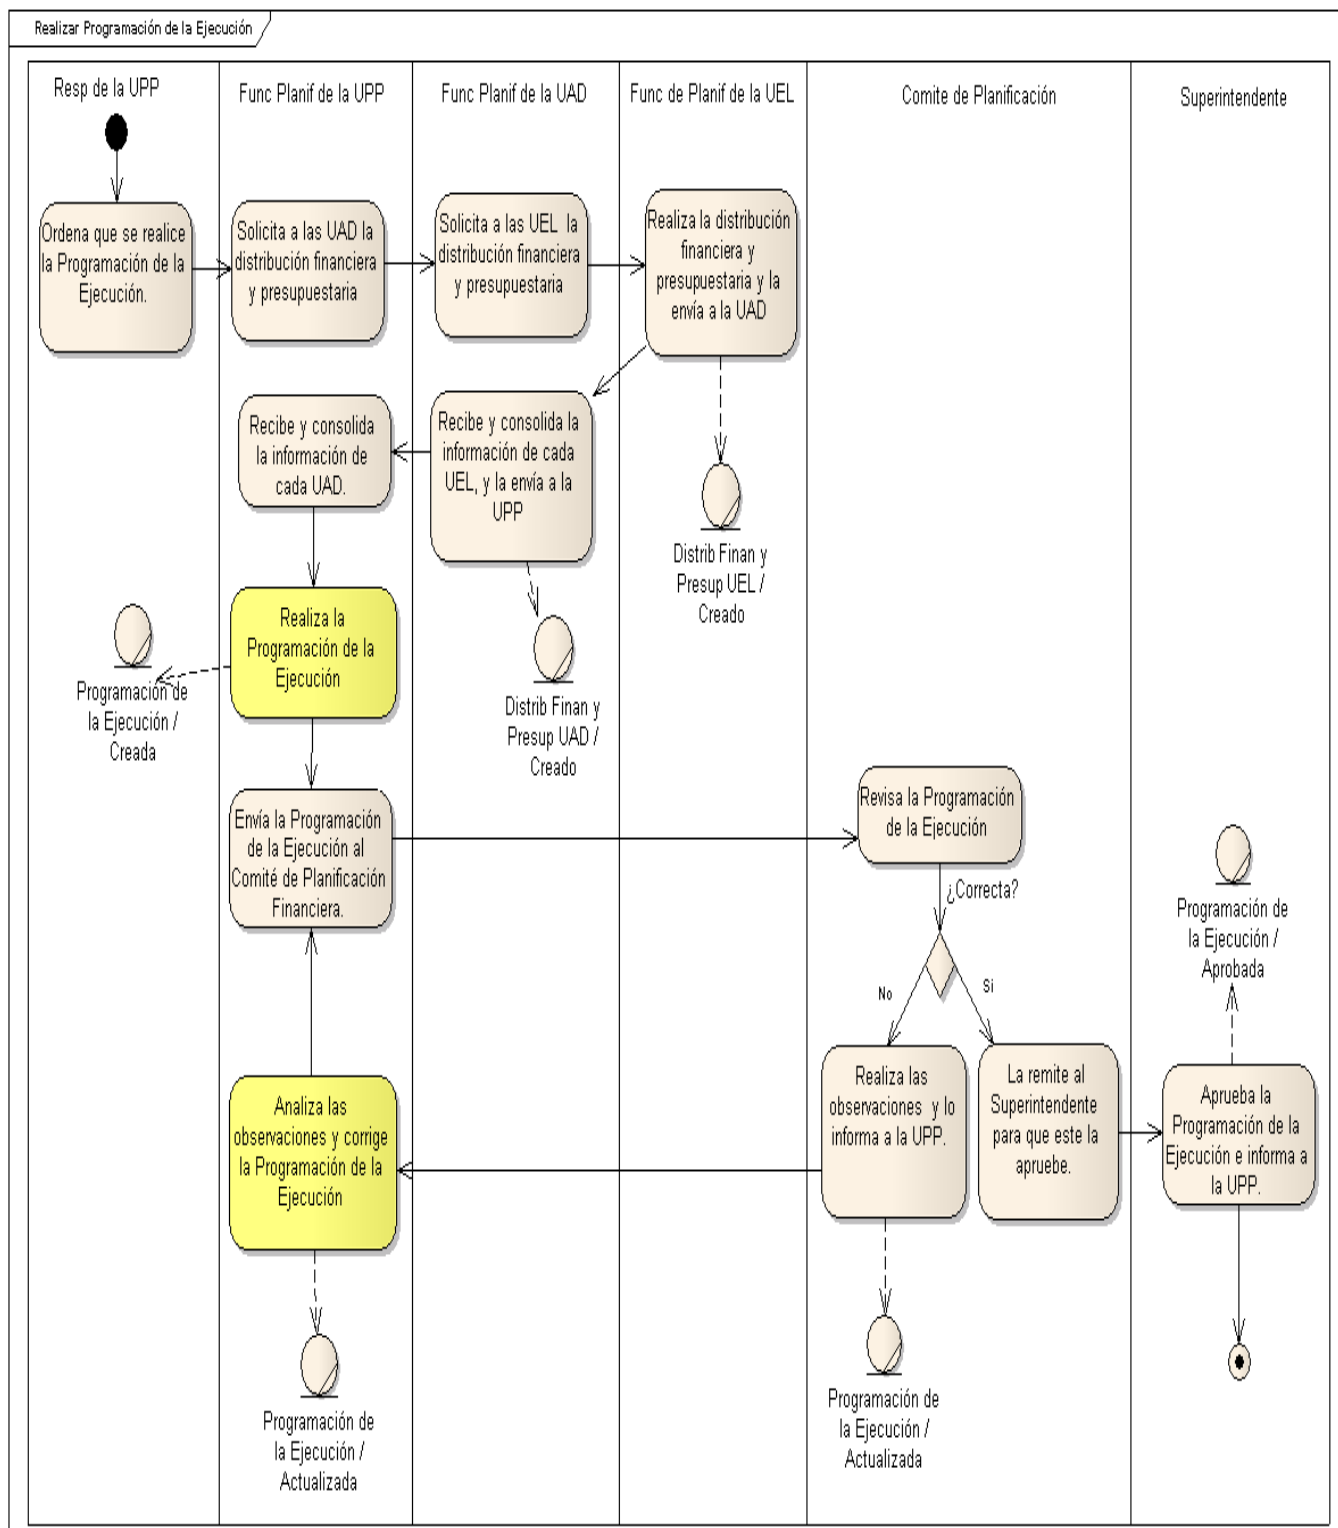 Realizar Programación de la Ejecución
Resp de la UPP
Func Planif de la UPP
Func Planif de la UAD
Func de Planif de la UEL
Comite de Planificación
Superintendente
Ordena que se realice
la Programación de la
Ejecución.
Solicita a las UAD la
distribución financiera
y presupuestaria
Solicita a las UEL la
distribución financiera
y presupuestaria
Realiza la distribución
financiera y
presupuestaria y la
envía a la UAD
Recibe y consolida
la información de
cada UAD.
Recibe y consolida la
información de cada
UEL, y la envía a la
UPP
Distrib Finan y
Presup UEL /
Creado
Realiza la
Programación de la
Ejecución
Programación de
la Ejecución /
Creada
Distrib Finan y
Presup UAD /
Creado
Envía la Programación
de la Ejecución al
Comité de Planificación
Financiera.
Revisa la Programación
de la Ejecución
¿Correcta?
No
Si
Programación de
la Ejecución /
Aprobada
Analiza las
observaciones y corrige
la Programación de la
Ejecución
Realiza las
observaciones y lo
informa a la UPP.
La remite al
Superintendente
para que este la
apruebe.
Aprueba la
Programación de la
Ejecución e informa a
la UPP.
Programación de
la Ejecución /
Actualizada
Programación de
la Ejecución /
Actualizada